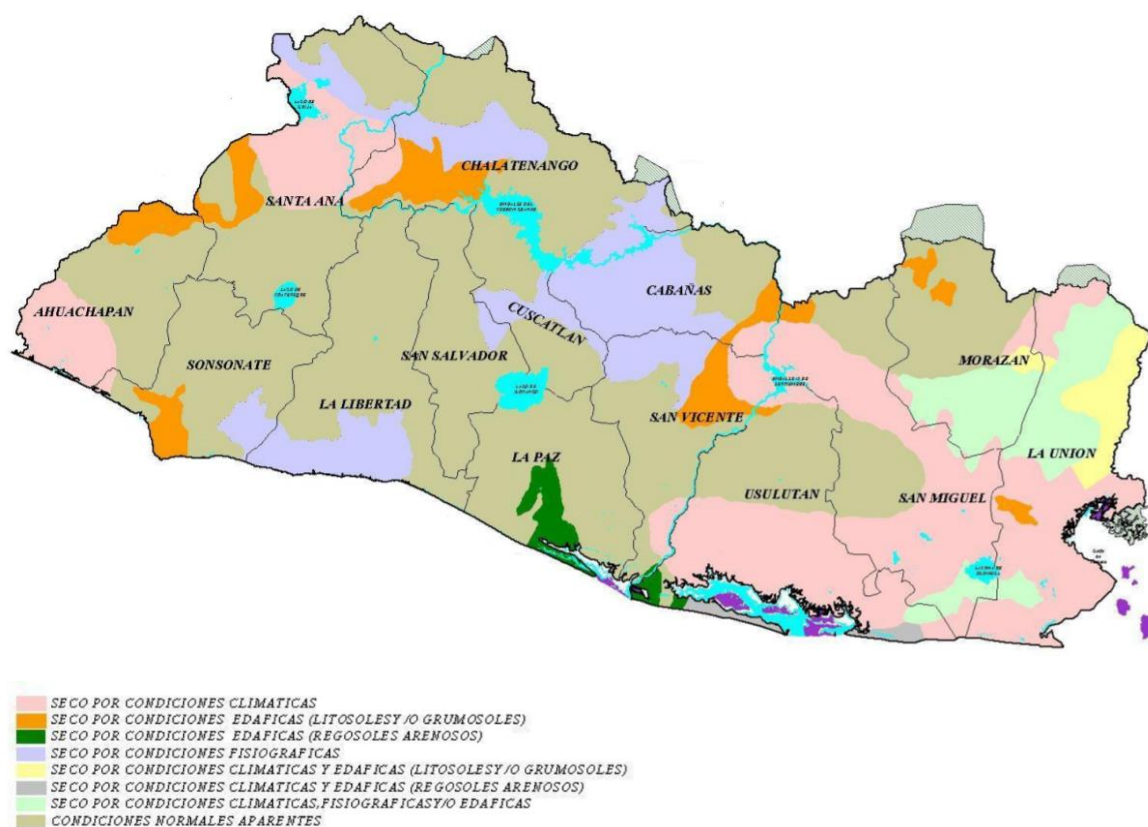 CHALATENANGO
SANTA ANA
CABAÑAS
AHUACHAPAN
CUSCATLAN
SONSONATE
SAN SALVADOR
MORAZAN
LA LIBERTAD
SAN VICENTE
LA PAZ
LA UNION
USULUTAN
SAN MIGUEL
SECO POR CONDICIONES CLIMATICAS
SECO POR CONDICIONES EDAFICAS (LITOSOLESY/O GRUMOSOLES)
SECO POR CONDICIONES EDAFICAS (REGOSOLES ARENOSOS)
SECO POR CONDICIONES FISIOGRAFICAS
SECO POR CONDICIONES CLIMATICAS Y EDAFICAS (LITOSOLESY/O GRUMOSOLES)
SECO POR CONDICIONES CLIMATICAS Y EDAFICAS (REGOSOLES ARENOSOS)
SECO POR CONDICIONES CLIMATICAS,FISIOGRAFICASY/O EDAFICAS
CONDICIONES NORMALES APARENTES